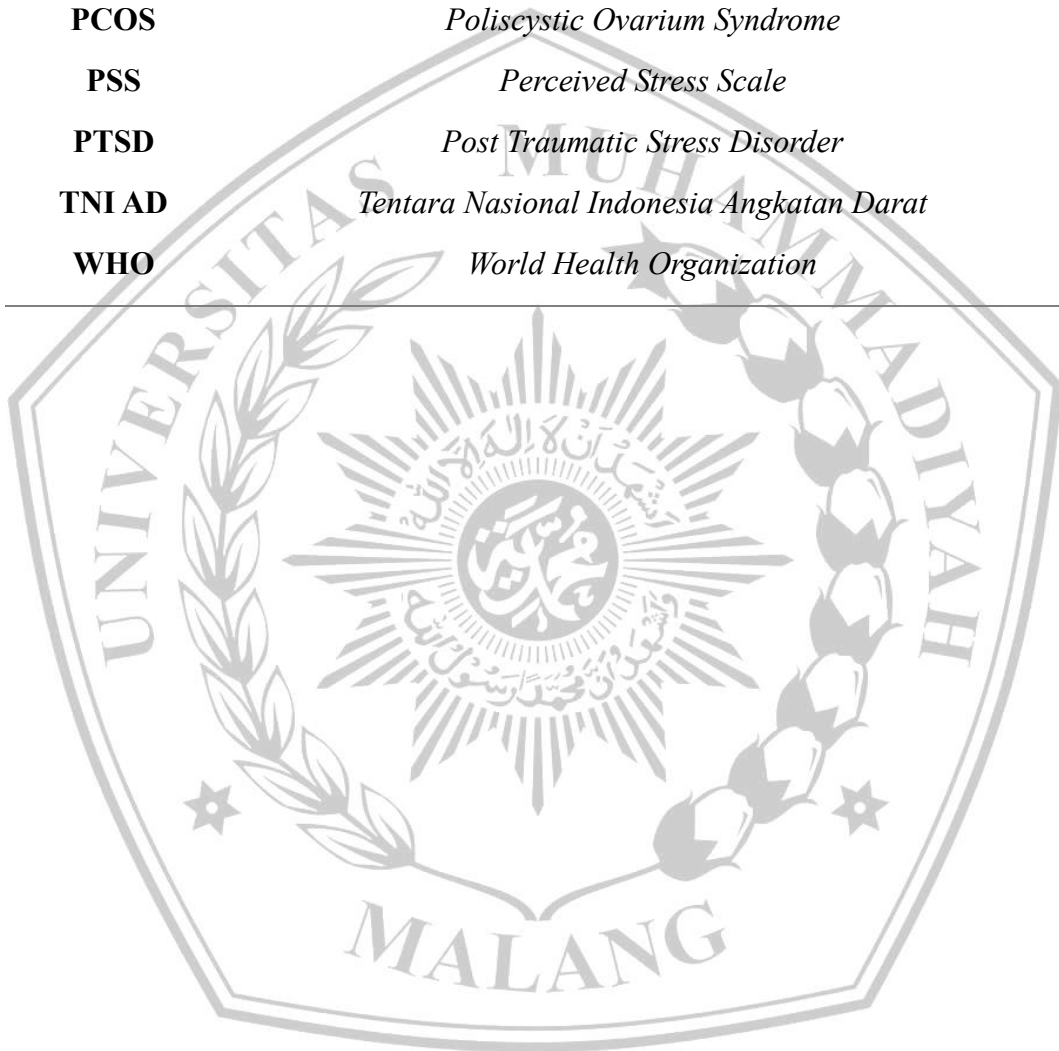 PCOS Poliscystic Ovarium Syndrome
PSS Perceived Stress Scale
PTSD Post Traumatic Stress Disorder
TNI AD Tentara Nasional Indonesia Angkatan Darat
WHO World Health Organization
UNIVERSITAS MUHAMMADIYAH
MALANG